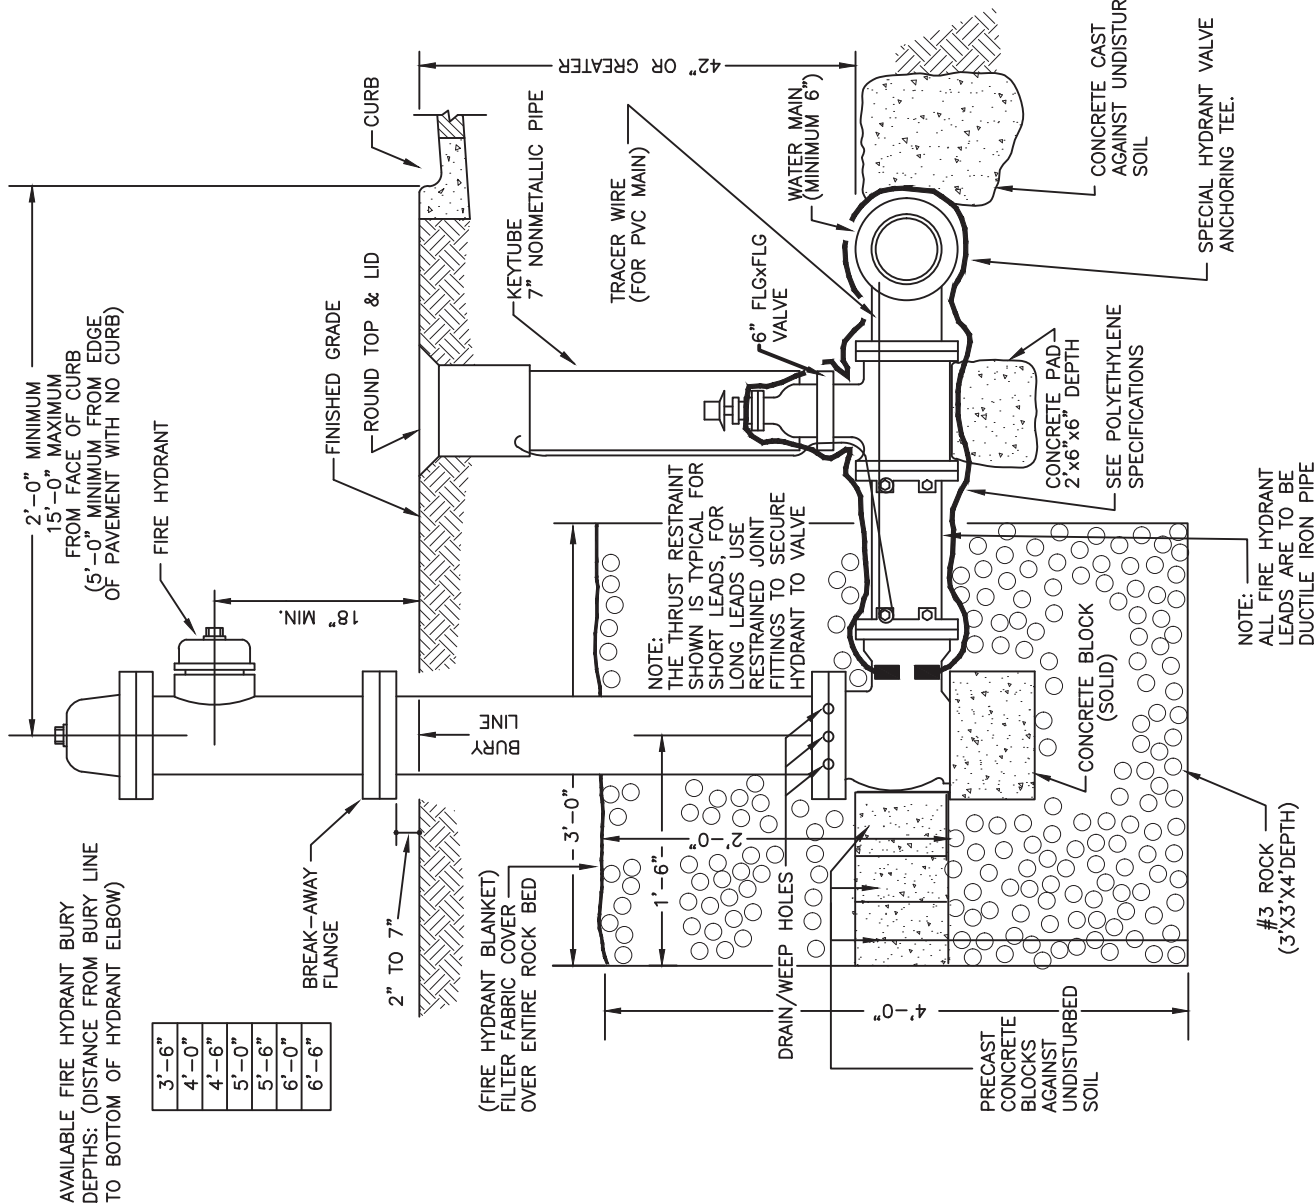 AVAILABLE FIRE HYDRANT BURY
DEPTHS: (DISTANCE FROM BURY LINE
TO BOTTOM OF HYDRANT ELBOW)
3'-6"
4'-0"
4'-6"
5'-0"
5'-6"
6'-0"
6'-6"
2'-0" MINIMUM
15'-0" MAXIMUM
FROM FACE OF CURB
(5'-0" MINIMUM FROM EDGE
OF PAVEMENT WITH NO CURB)
FIRE HYDRANT
18" MIN.
FINISHED GRADE
ROUND TOP & LID
CURB
BREAK-AWAY
FLANGE
2" TO 7"
BURY
LINE
KEYTUBE
7" NONMETALLIC PIPE
42" OR GREATER
TRACER WIRE
(FOR PVC MAIN)
WATER MAIN
(MINIMUM 6")
6" FLGxFLG
VALVE
(FIRE HYDRANT BLANKET)
FILTER FABRIC COVER
OVER ENTIRE ROCK BED
3'-0"
1'-6"
2'-0"
4'-0"
NOTE:
THE THRUST RESTRAINT
SHOWN IS TYPICAL FOR
SHORT LEADS, FOR
LONG LEADS USE
RESTRAINED JOINT
FITTINGS TO SECURE
HYDRANT TO VALVE
DRAIN/WEEP HOLES
PRECAST
CONCRETE
BLOCKS
AGAINST
UNDISTURBED
SOIL
CONCRETE BLOCK
(SOLID)
#3 ROCK
(3'X3'X4'DEPTH)
CONCRETE PAD-
2'x6"x6" DEPTH
SEE POLYETHYLENE
SPECIFICATIONS
NOTE:
ALL FIRE HYDRANT
LEADS ARE TO BE
DUCTILE IRON PIPE
CONCRETE CAST
AGAINST UNDISTUR
SOIL
SPECIAL HYDRANT VALVE
ANCHORING TEE.